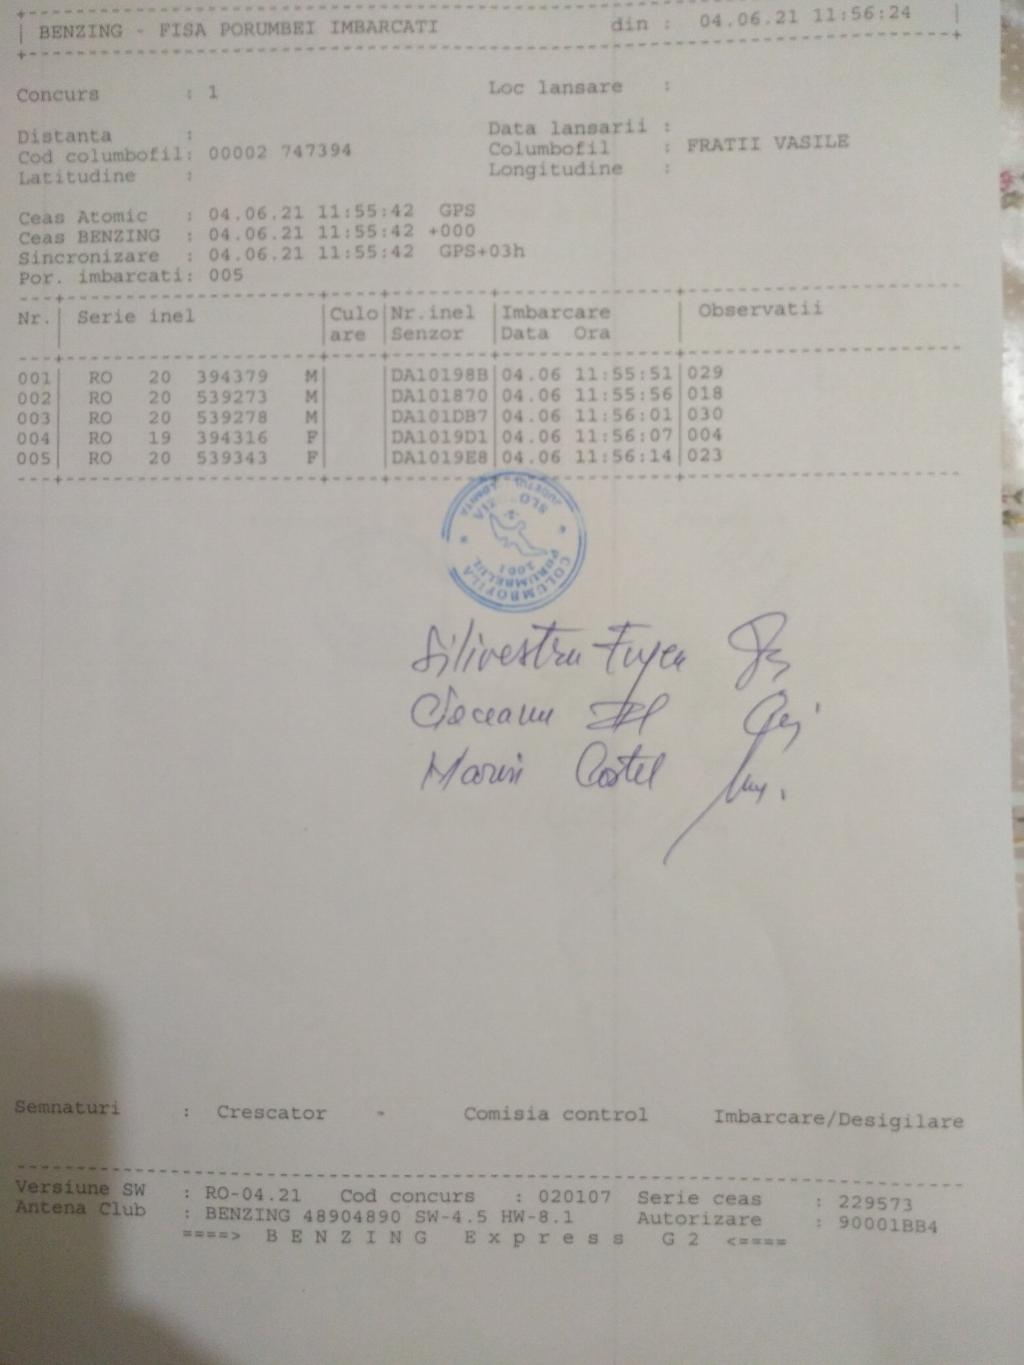 BENZING - FISA PORUMBEI IMBARCATI din : 04.06.21 11:56:24
Concurs : 1 Loc lansare :
Distanta : Data lansarii :
Cod columbofil: 00002 747394 Columbofil : FRATII VASILE
Latitudine : Longitudine :
Ceas Atomic : 04.06.21 11:55:42 GPS
Ceas BENZING : 04.06.21 11:55:42 +000
Sincronizare : 04.06.21 11:55:42 GPS+03h
Por. imbarcati: 005
Nr. Serie inel Culo Nr.inel Imbarcare Observatii
are Senzor Data Ora
001 RO 20 394379 M DA10198B 04.06 11:55:51 029
002 RO 20 539273 M DA101870 04.06 11:55:56 018
003 RO 20 539278 M DA101DB7 04.06 11:56:01 030
004 RO 19 394316 F DA1019D1 04.06 11:56:07 004
005 RO 20 539343 F DA1019E8 04.06 11:56:14 023
COLUMBOFILA
PORUMBELUL
2001
Silivestru
Marin Costel
Semnaturi : Crescator - Comisia control Imbarcare/Desigilare
Versiune SW : RO-04.21 Cod concurs : 020107 Serie ceas : 229573
Antena Club : BENZING 48904890 SW-4.5 HW-8.1 Autorizare : 90001BB4
====> BENZING Express G2 <====